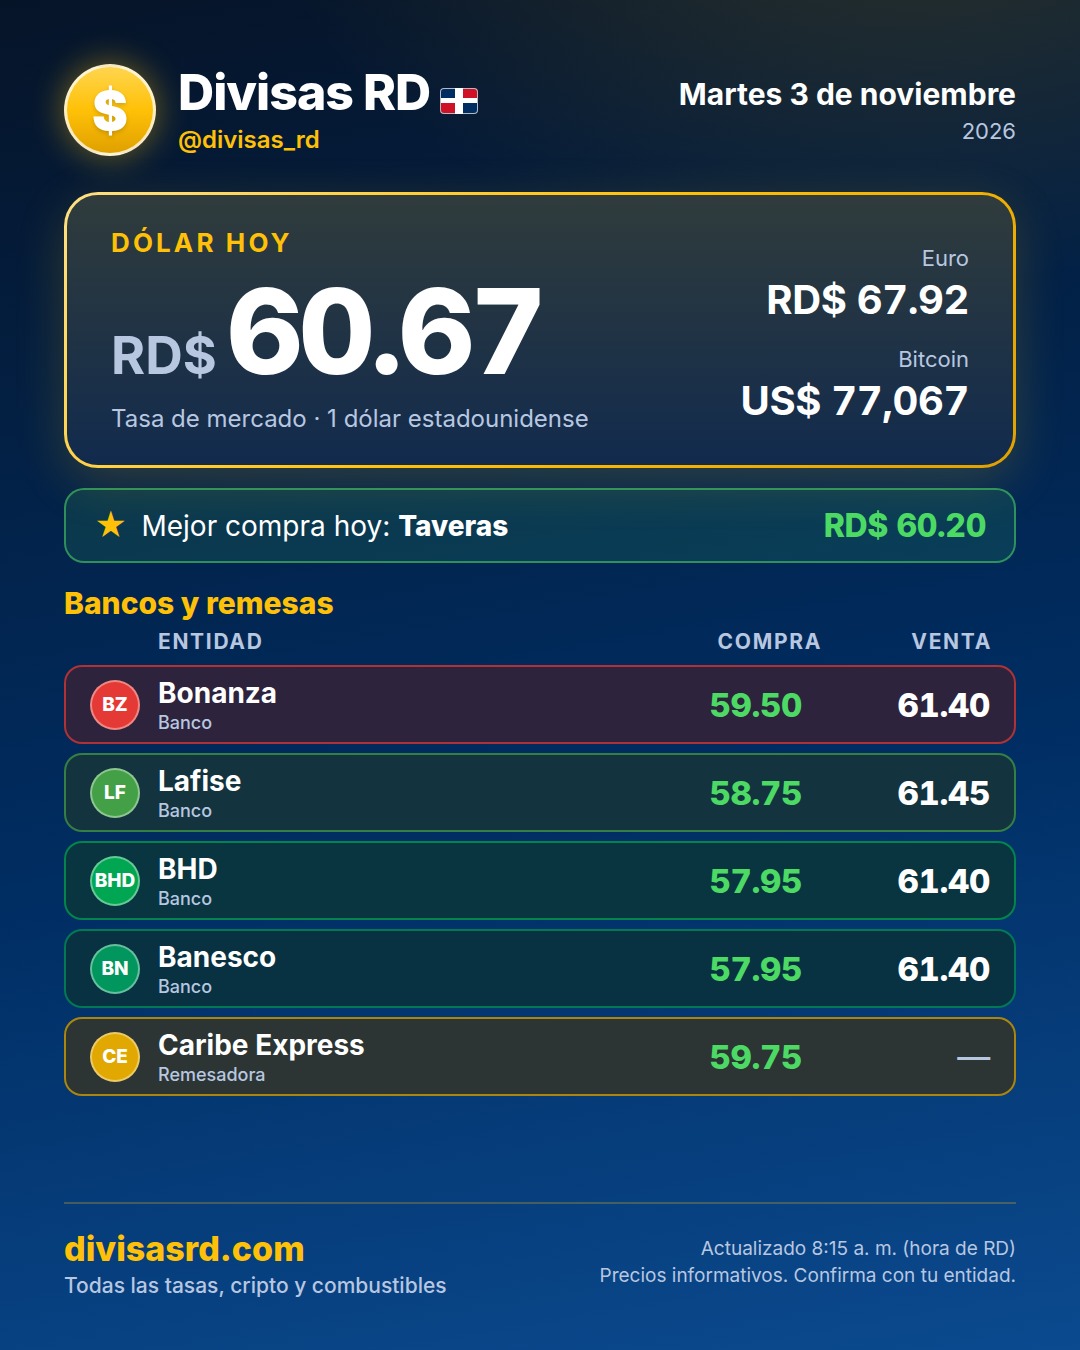 $
Divisas RD
@divisas_rd
Martes 3 de noviembre
2026
DÓLAR HOY
RD$ 60.67
Tasa de mercado · 1 dólar estadounidense
Euro
RD$ 67.92
Bitcoin
US$ 77,067
★ Mejor compra hoy: Taveras RD$ 60.20
Bancos y remesas
ENTIDAD COMPRA VENTA
BZ Bonanza 59.50 61.40
Banco
LF Lafise 58.75 61.45
Banco
BHD BHD 57.95 61.40
Banco
BN Banesco 57.95 61.40
Banco
CE Caribe Express 59.75 —
Remesadora
divisasrd.com
Todas las tasas, cripto y combustibles
Actualizado 8:15 a. m. (hora de RD)
Precios informativos. Confirma con tu entidad.